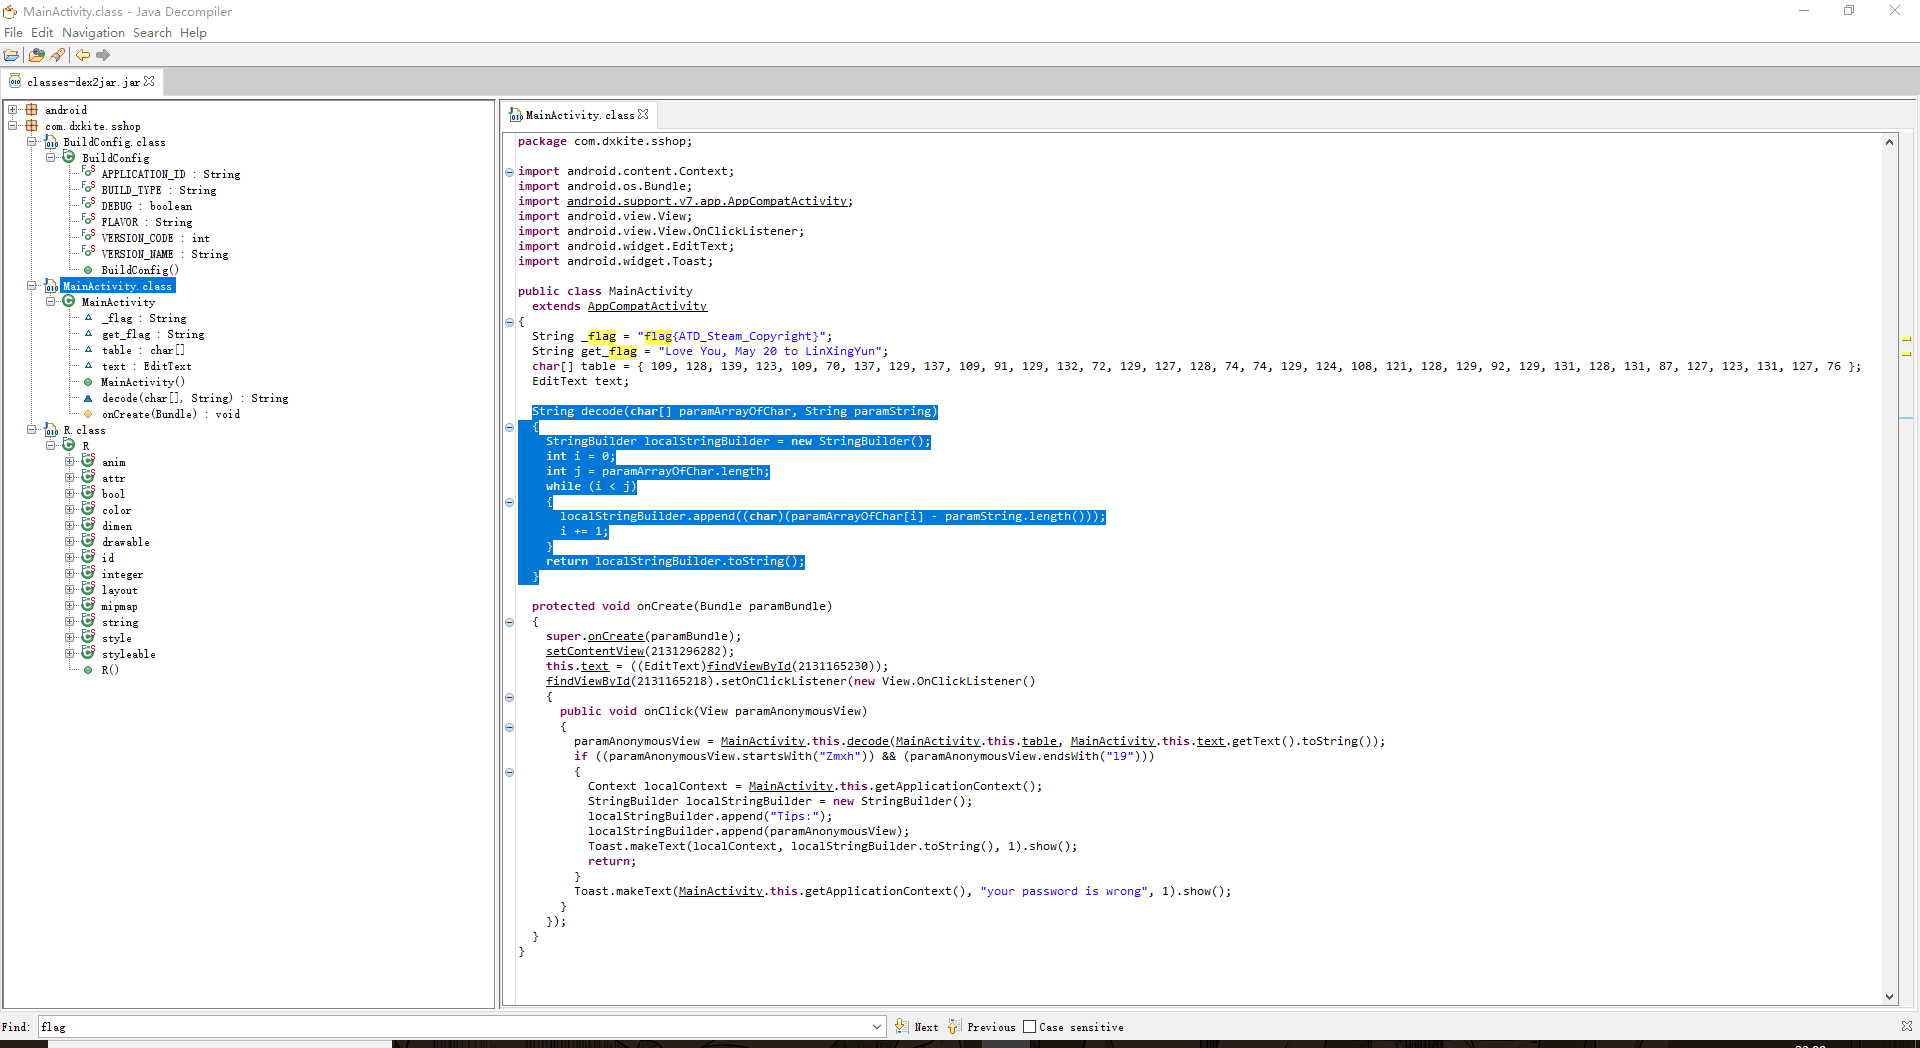 MainActivity.class - Java Decompiler
File Edit Navigation Search Help
classes-dex2jar.jar
android
com.dxkite.sshop
BuildConfig.class
BuildConfig
APPLICATION_ID : String
BUILD_TYPE : String
DEBUG : boolean
FLAVOR : String
VERSION_CODE : int
VERSION_NAME : String
BuildConfig()
MainActivity.class
MainActivity
_flag : String
get_flag : String
table : char[]
text : EditText
MainActivity()
decode(char[], String) : String
onCreate(Bundle) : void
R.class
R
anim
attr
bool
color
dimen
drawable
id
integer
layout
mipmap
string
style
styleable
R()
MainActivity.class
package com.dxkite.sshop;
import android.content.Context;
import android.os.Bundle;
import android.support.v7.app.AppCompatActivity;
import android.view.View;
import android.view.View.OnClickListener;
import android.widget.EditText;
import android.widget.Toast;
public class MainActivity
extends AppCompatActivity
{
String _flag = "flag{ATD_Steam_Copyright}";
String get_flag = "Love You, May 20 to LinXingYun";
char[] table = { 109, 128, 139, 123, 109, 70, 137, 129, 137, 109, 91, 129, 132, 72, 129, 127, 128, 74, 74, 129, 124, 108, 121, 128, 129, 92, 129, 131, 128, 131, 87, 127, 123, 131, 127, 76 };
EditText text;
String decode(char[] paramArrayOfChar, String paramString)
{
StringBuilder localStringBuilder = new StringBuilder();
int i = 0;
int j = paramArrayOfChar.length;
while (i < j)
{
localStringBuilder.append((char)(paramArrayOfChar[i] - paramString.length()));
i += 1;
}
return localStringBuilder.toString();
}
protected void onCreate(Bundle paramBundle)
{
super.onCreate(paramBundle);
setContentView(2131296282);
this.text = ((EditText)findViewById(2131165230));
findViewById(2131165218).setOnClickListener(new View.OnClickListener()
{
public void onClick(View paramAnonymousView)
{
paramAnonymousView = MainActivity.this.decode(MainActivity.this.table, MainActivity.this.text.getText().toString());
if ((paramAnonymousView.startsWith("Zmxh")) && (paramAnonymousView.endsWith("l9")))
{
Context localContext = MainActivity.this.getApplicationContext();
StringBuilder localStringBuilder = new StringBuilder();
localStringBuilder.append("Tips:");
localStringBuilder.append(paramAnonymousView);
Toast.makeText(localContext, localStringBuilder.toString(), 1).show();
return;
}
Toast.makeText(MainActivity.this.getApplicationContext(), "your password is wrong", 1).show();
}
});
}
}
Find: flag Next Previous Case sensitive